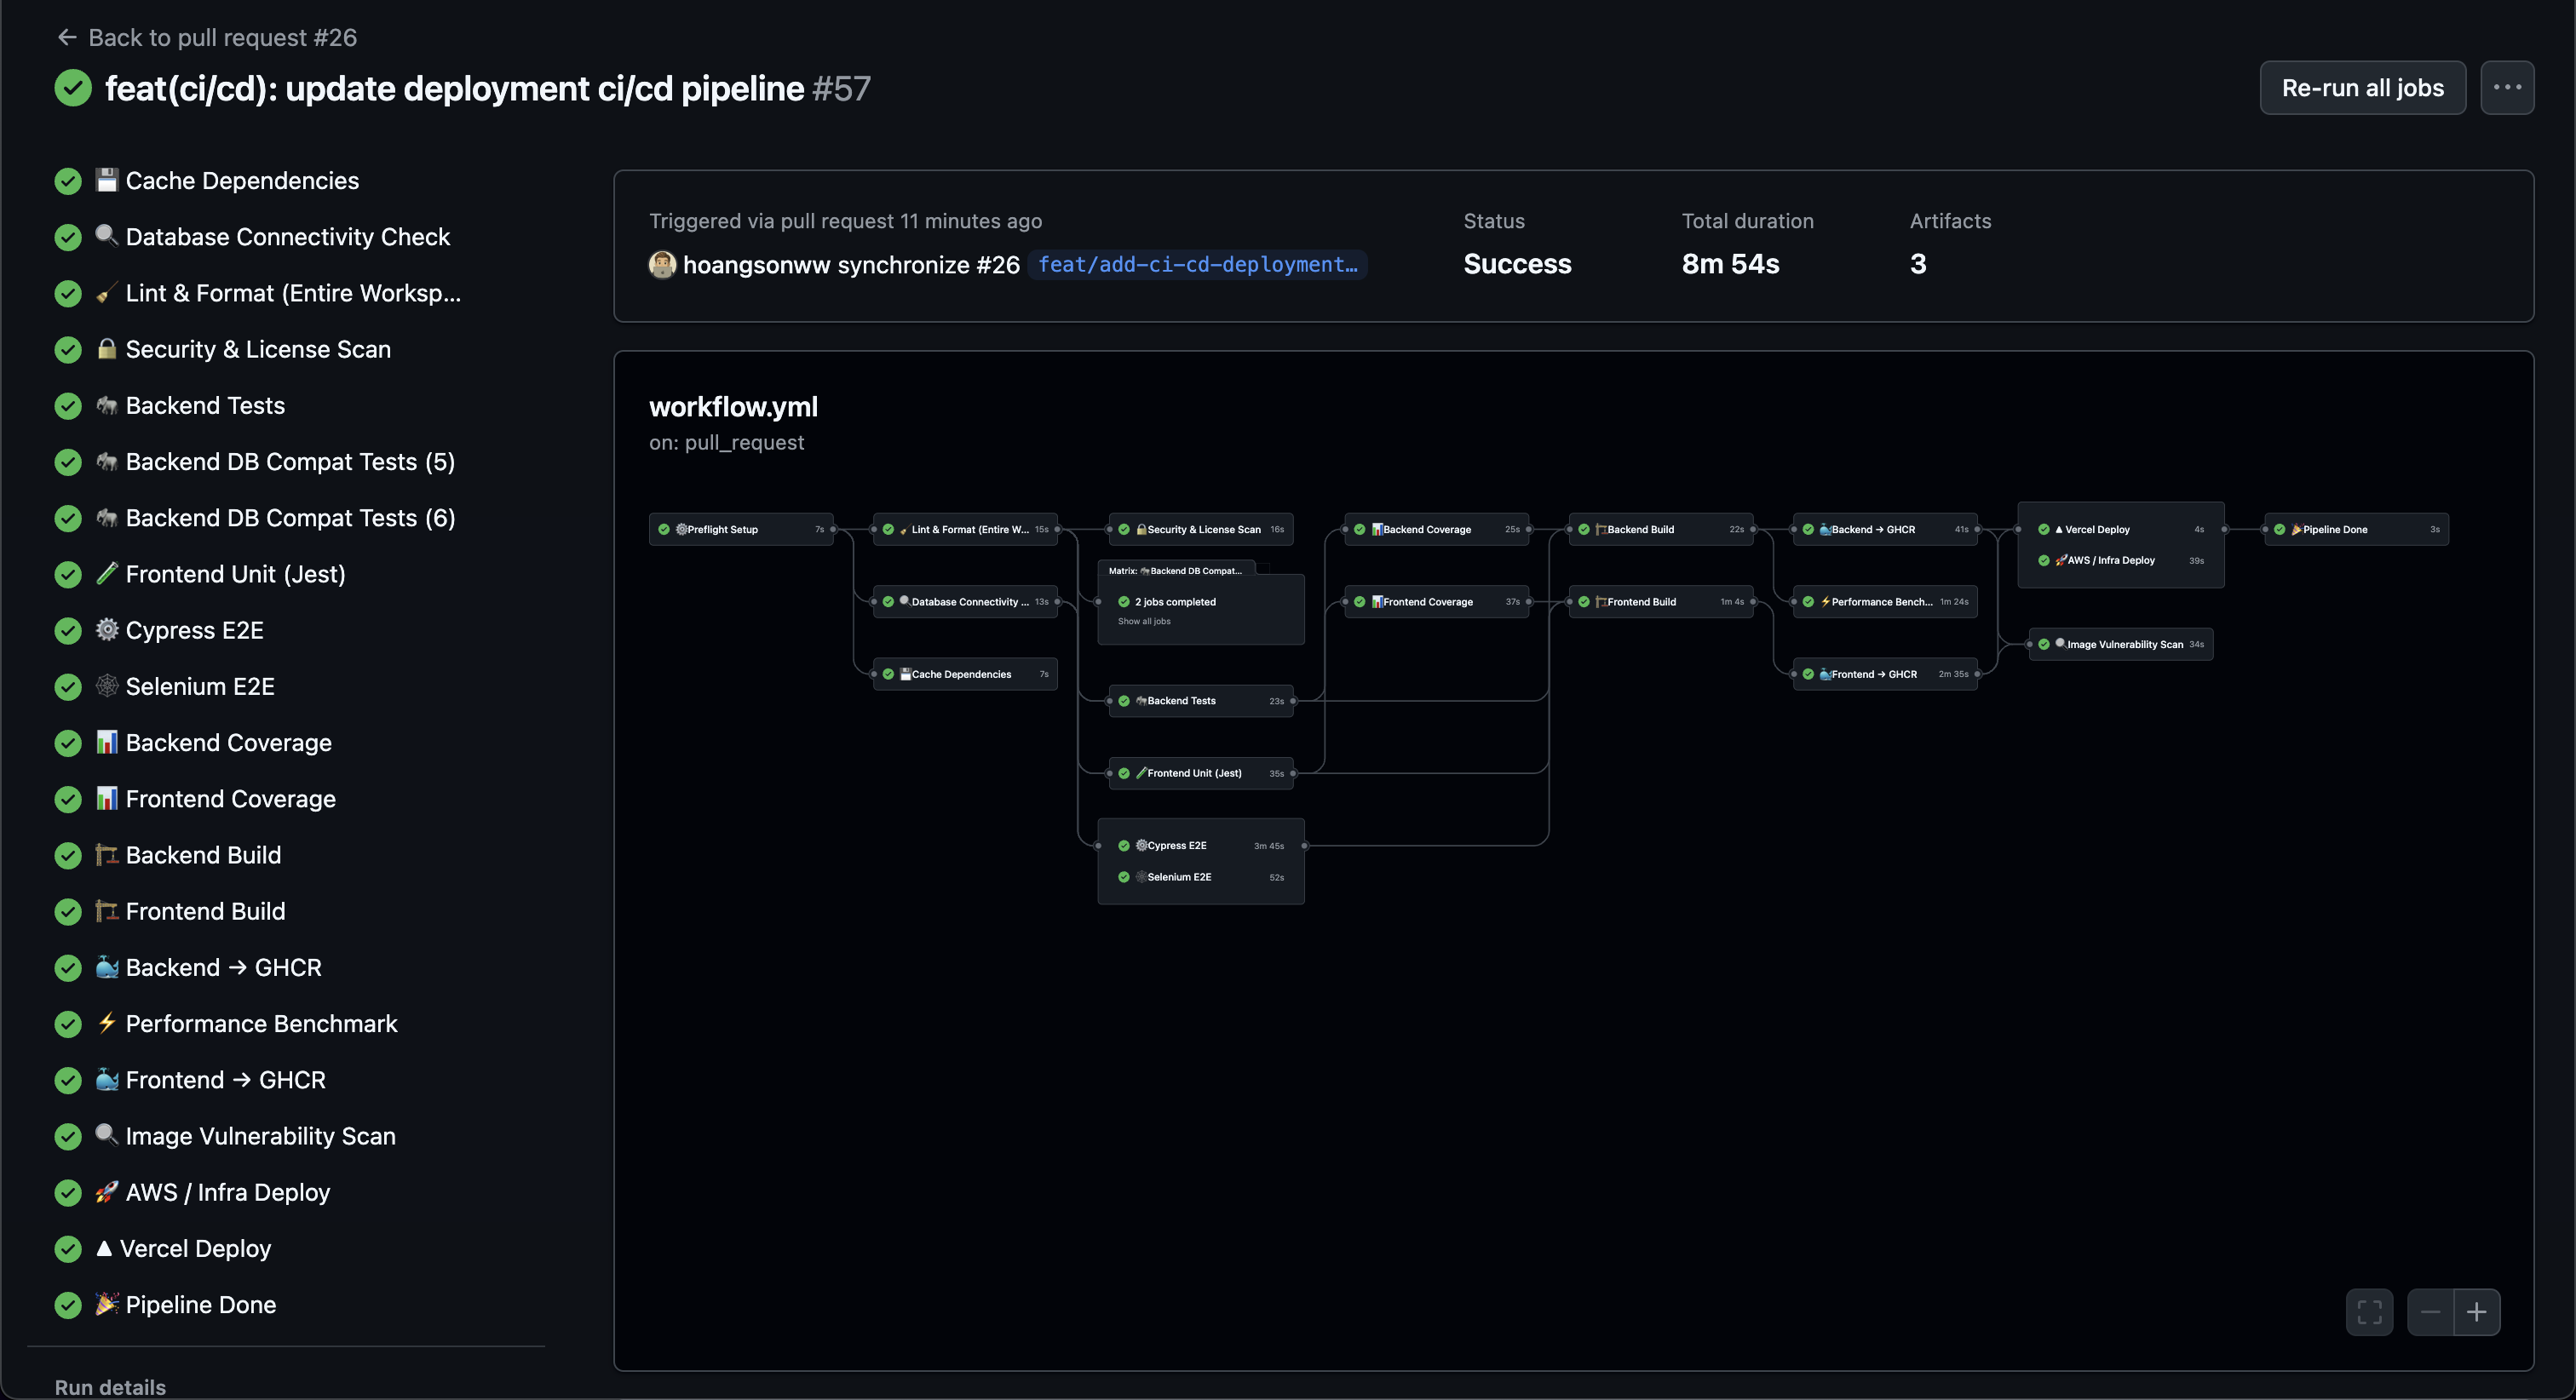 ← Back to pull request #26
feat(ci/cd): update deployment ci/cd pipeline #57
Re-run all jobs
Cache Dependencies
Database Connectivity Check
Lint & Format (Entire Worksp...
Security & License Scan
Backend Tests
Backend DB Compat Tests (5)
Backend DB Compat Tests (6)
Frontend Unit (Jest)
Cypress E2E
Selenium E2E
Backend Coverage
Frontend Coverage
Backend Build
Frontend Build
Backend → GHCR
Performance Benchmark
Frontend → GHCR
Image Vulnerability Scan
AWS / Infra Deploy
Vercel Deploy
Pipeline Done
Run details
Triggered via pull request 11 minutes ago
hoangsonww synchronize #26 feat/add-ci-cd-deployment…
Status
Success
Total duration
8m 54s
Artifacts
3
workflow.yml
on: pull_request
Preflight Setup 7s
Lint & Format (Entire W... 15s
Database Connectivity ... 13s
Cache Dependencies 7s
Security & License Scan 16s
Matrix: Backend DB Compat...
2 jobs completed
Show all jobs
Backend Tests 23s
Frontend Unit (Jest) 35s
Cypress E2E 3m 45s
Selenium E2E 52s
Backend Coverage 25s
Frontend Coverage 37s
Backend Build 22s
Frontend Build 1m 4s
Backend → GHCR 41s
Performance Bench... 1m 24s
Frontend → GHCR 2m 35s
Vercel Deploy 4s
AWS / Infra Deploy 39s
Image Vulnerability Scan 34s
Pipeline Done 3s